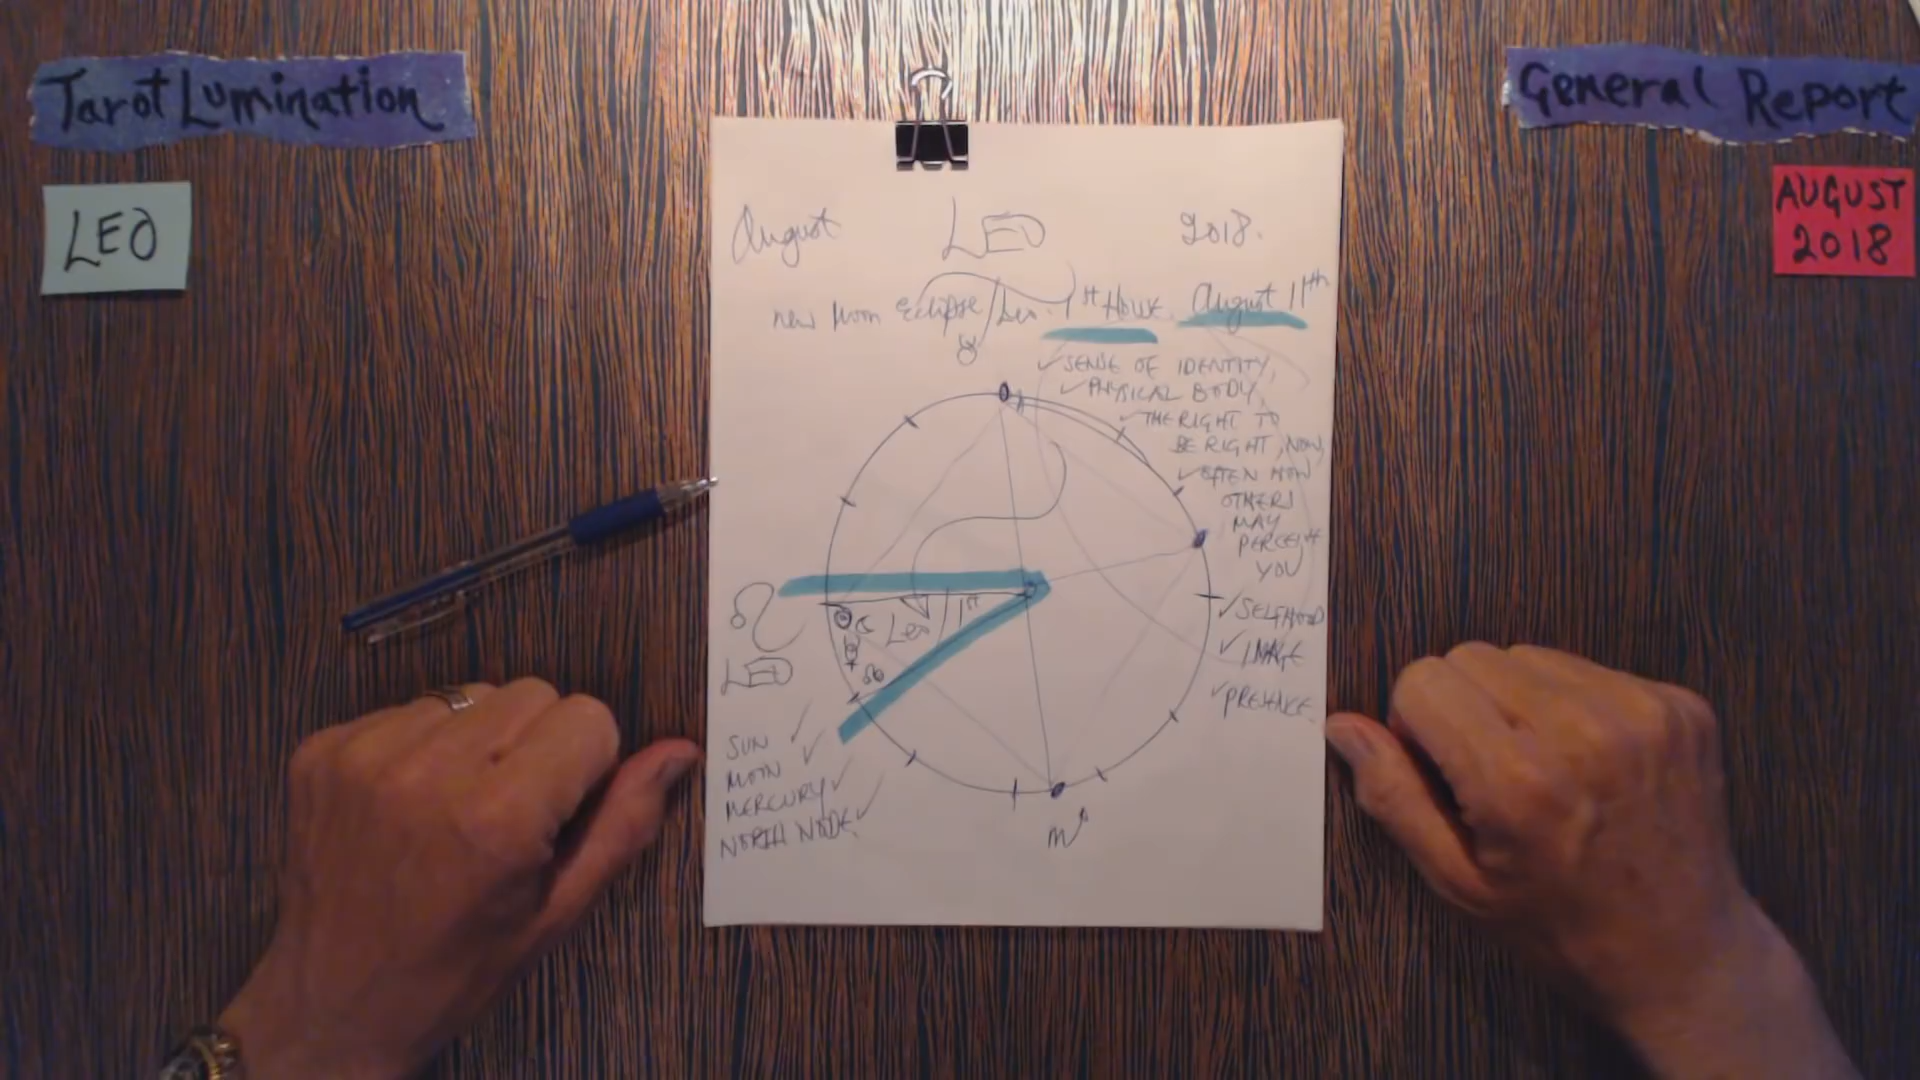 Tarot Lumination
General Report
LEO
AUGUST
2018
August LEO 2018.
new moon Eclipse / Leo. 1st House. August 11th
✓ SENSE OF IDENTITY,
✓ PHYSICAL BODY,
✓ THE RIGHT TO
BE RIGHT, NOW,
✓ OFTEN HOW
OTHERS
MAY
PERCEIVE
YOU
✓ SELFHOOD
✓ IMAGE
✓ PRESENCE.
♉
♌
LEO
Leo 1st
SUN ✓
MOON ✓
MERCURY ✓
NORTH NODE ✓